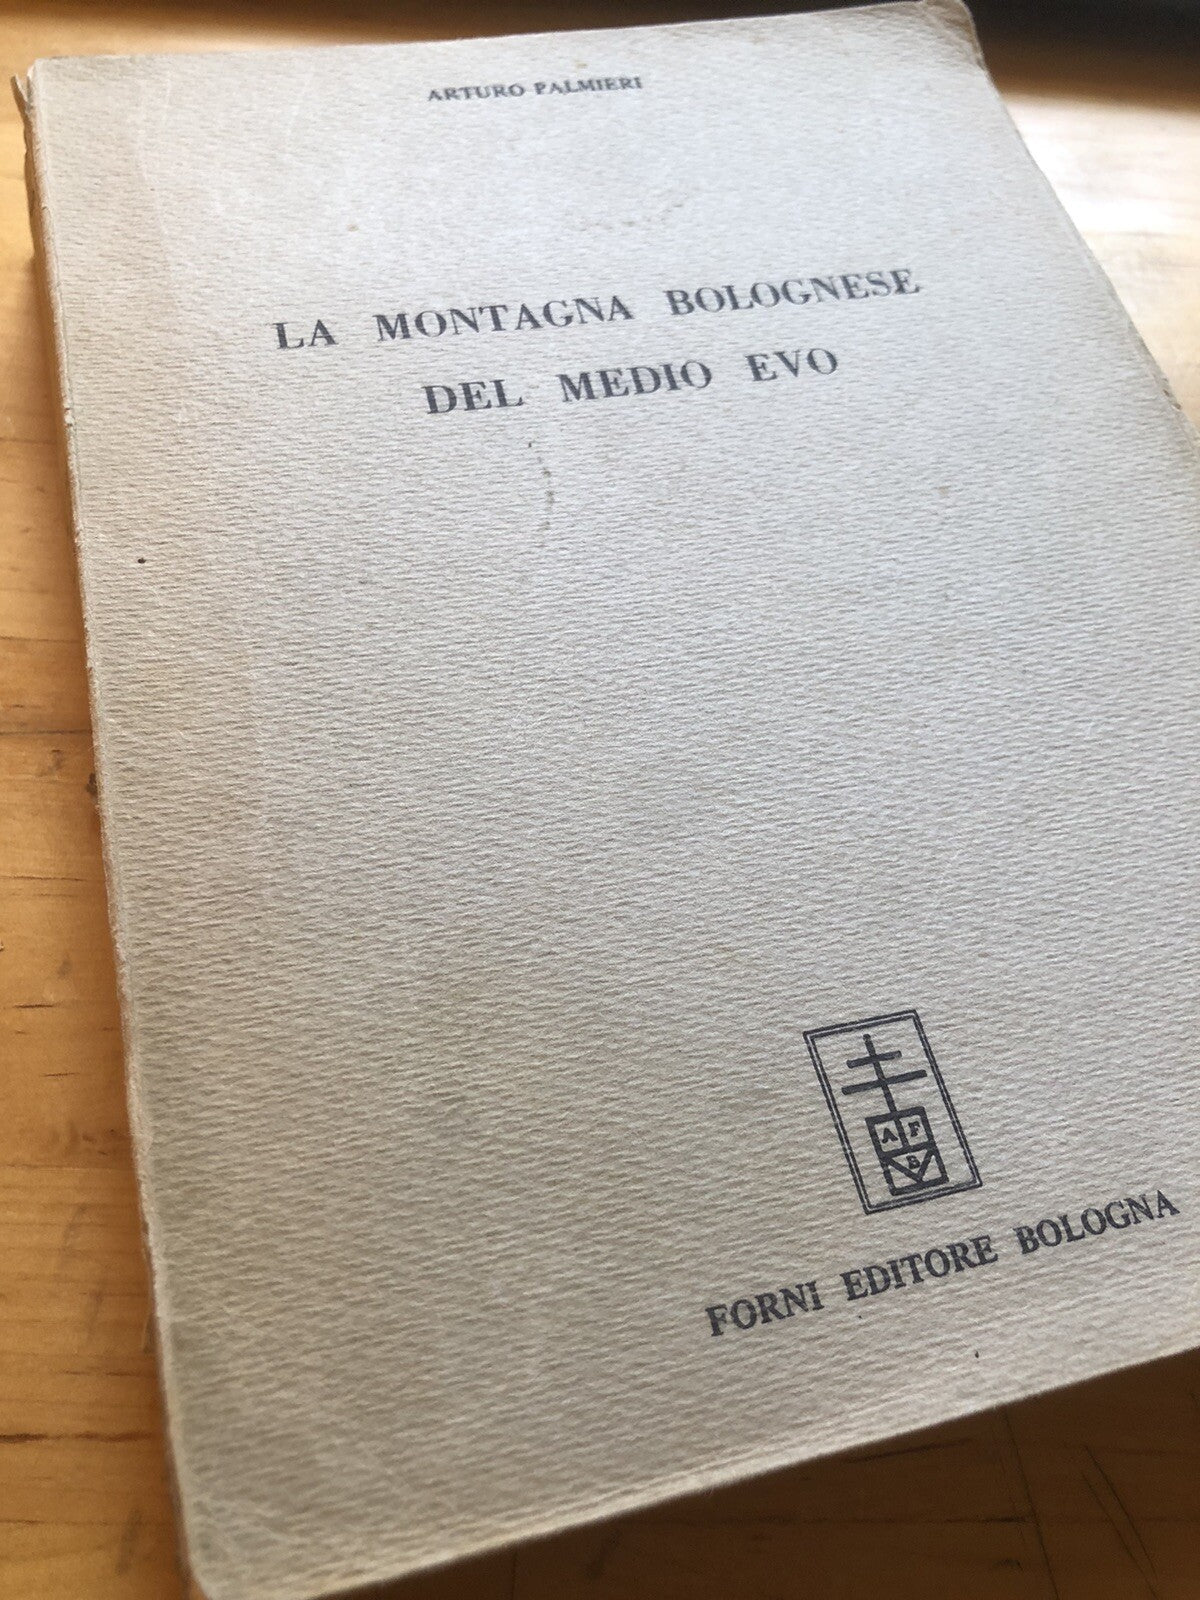 ARTURO PALMIERI
LA MONTAGNA BOLOGNESE
DEL MEDIO EVO
A F
B
FORNI EDITORE BOLOGNA